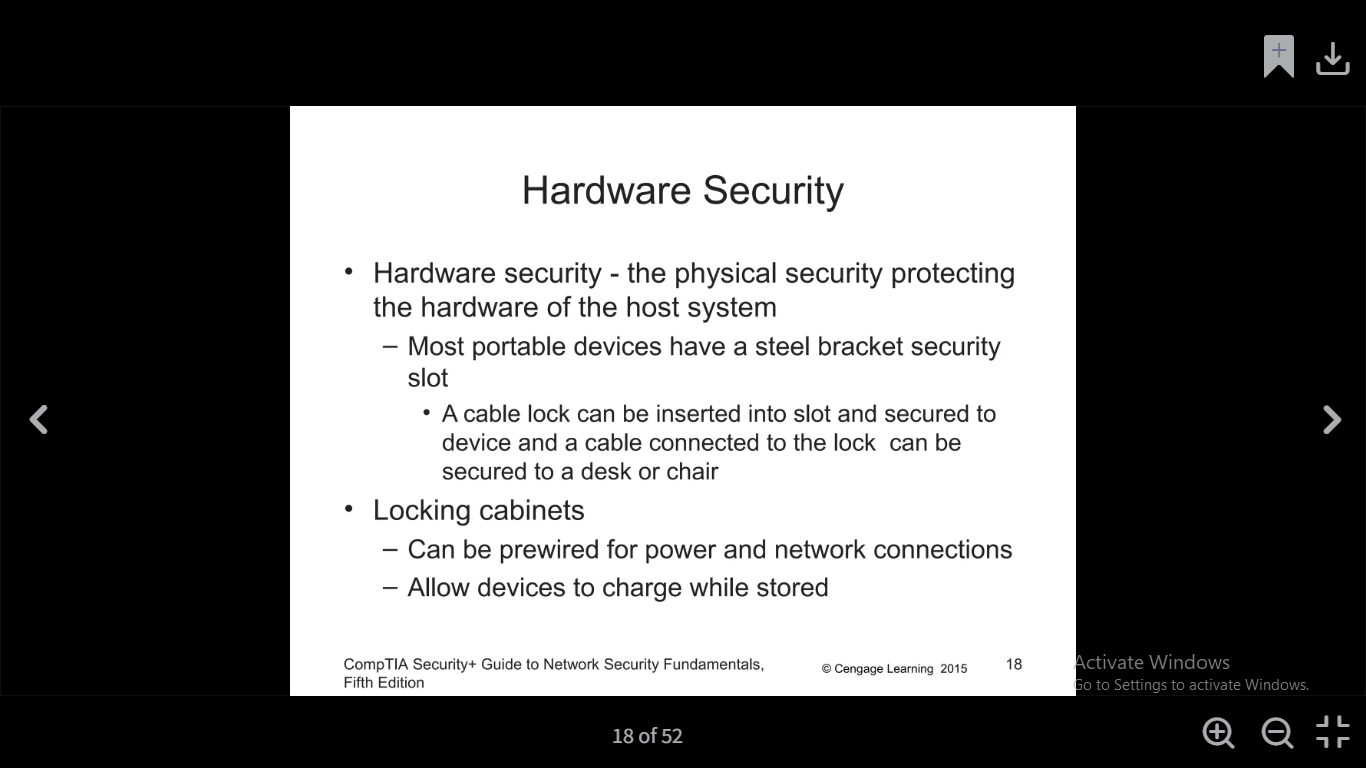 Hardware Security
• Hardware security - the physical security protecting
the hardware of the host system
– Most portable devices have a steel bracket security
slot
• A cable lock can be inserted into slot and secured to
device and a cable connected to the lock  can be
secured to a desk or chair
• Locking cabinets
– Can be prewired for power and network connections
– Allow devices to charge while stored
CompTIA Security+ Guide to Network Security Fundamentals,
Fifth Edition
© Cengage Learning  2015
18
Activate Windows
Go to Settings to activate Windows.
18 of 52